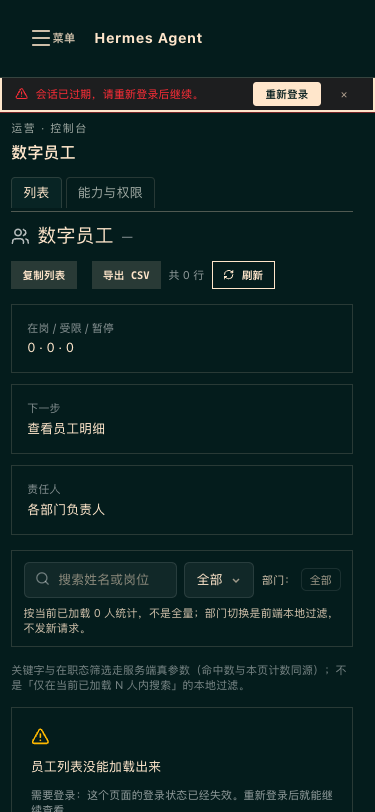 菜单 Hermes Agent
会话已过期，请重新登录后继续。 重新登录 ×
运营 · 控制台
数字员工
列表 能力与权限
数字员工 —
复制列表 导出 CSV 共 0 行 刷新
在岗 / 受限 / 暂停
0 · 0 · 0
下一步
查看员工明细
责任人
各部门负责人
搜索姓名或岗位 全部 部门： 全部
按当前已加载 0 人统计，不是全量；部门切换是前端本地过滤，
不发新请求。
关键字与在职筛选走服务端真参数（命中数与本页计数同源）；不
是「仅在当前已加载 N 人内搜索」的本地过滤。
员工列表没能加载出来
需要登录：这个页面的登录状态已经失效。重新登录后就能继
续查看